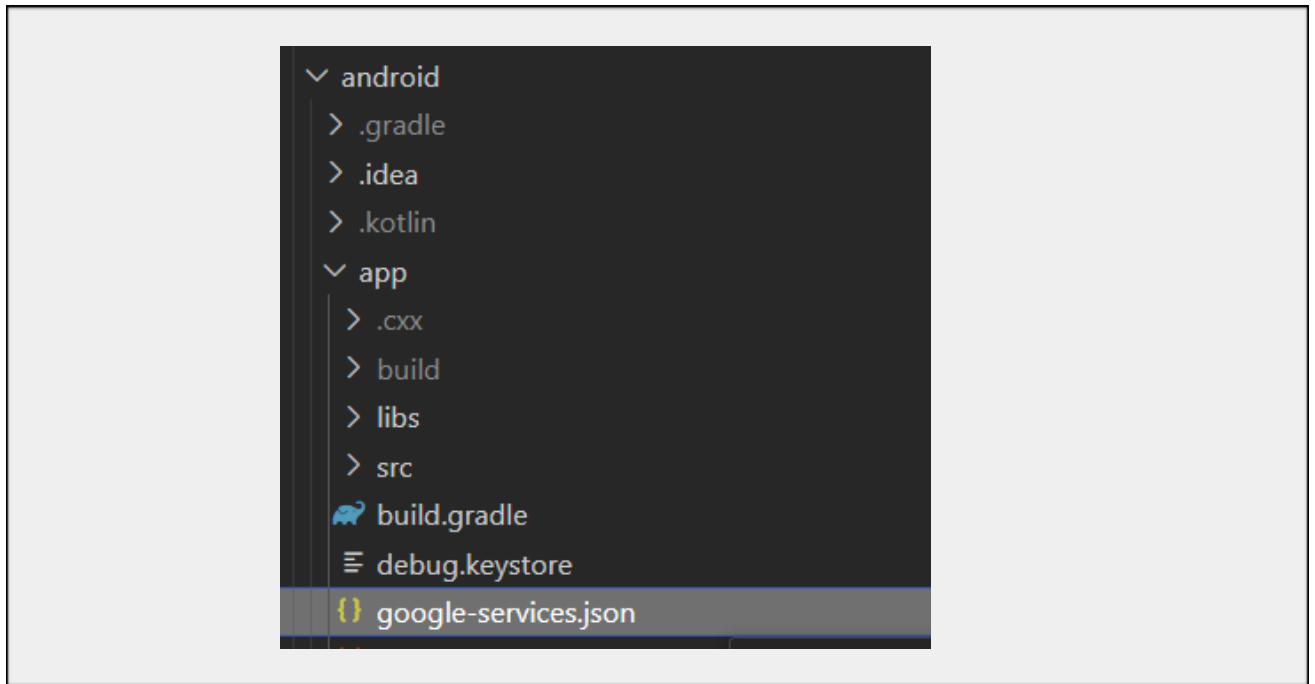 android
.gradle
.idea
.kotlin
app
.cxx
build
libs
src
build.gradle
debug.keystore
google-services.json